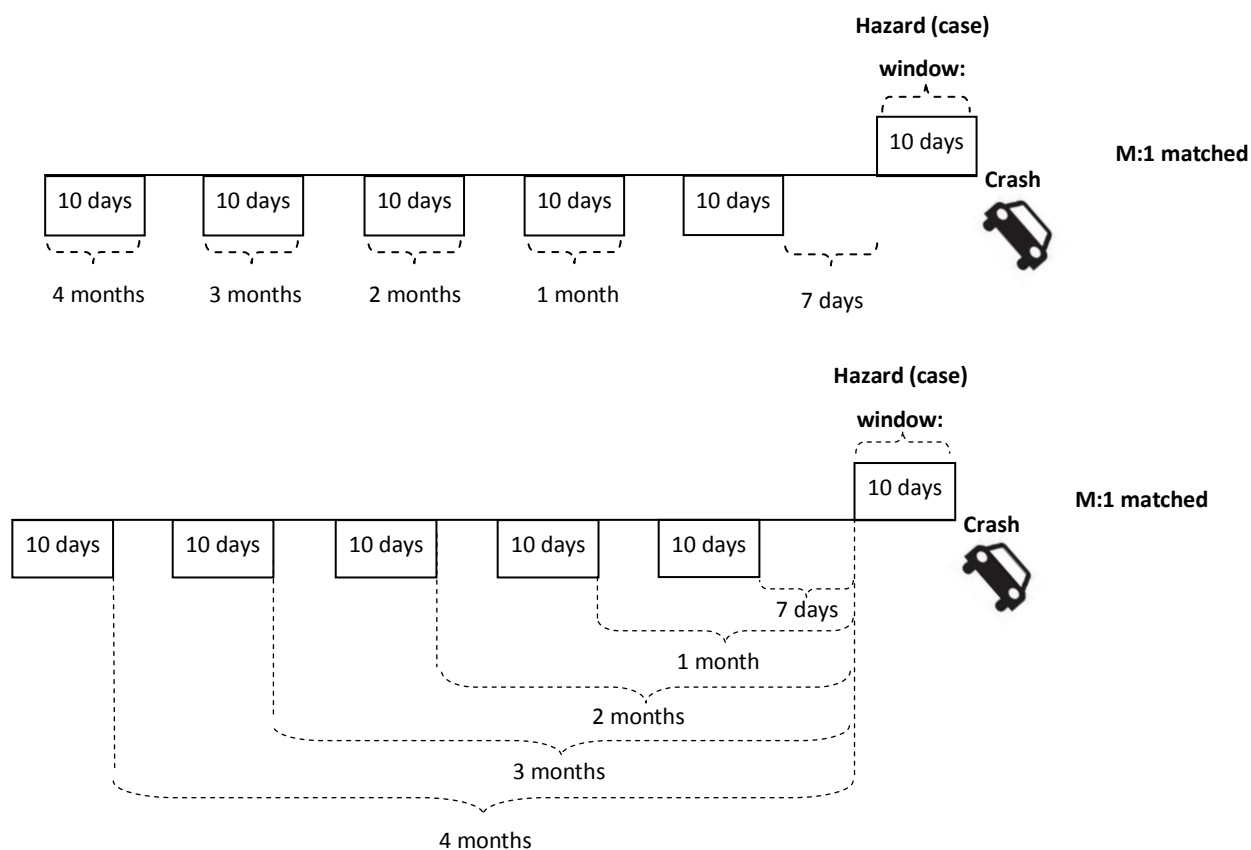 Hazard (case)
window:
10 days
M:1 matched
Crash
10 days 10 days 10 days 10 days 10 days
4 months 3 months 2 months 1 month 7 days
Hazard (case)
window:
10 days
M:1 matched
Crash
10 days 10 days 10 days 10 days 10 days
7 days
1 month
2 months
3 months
4 months